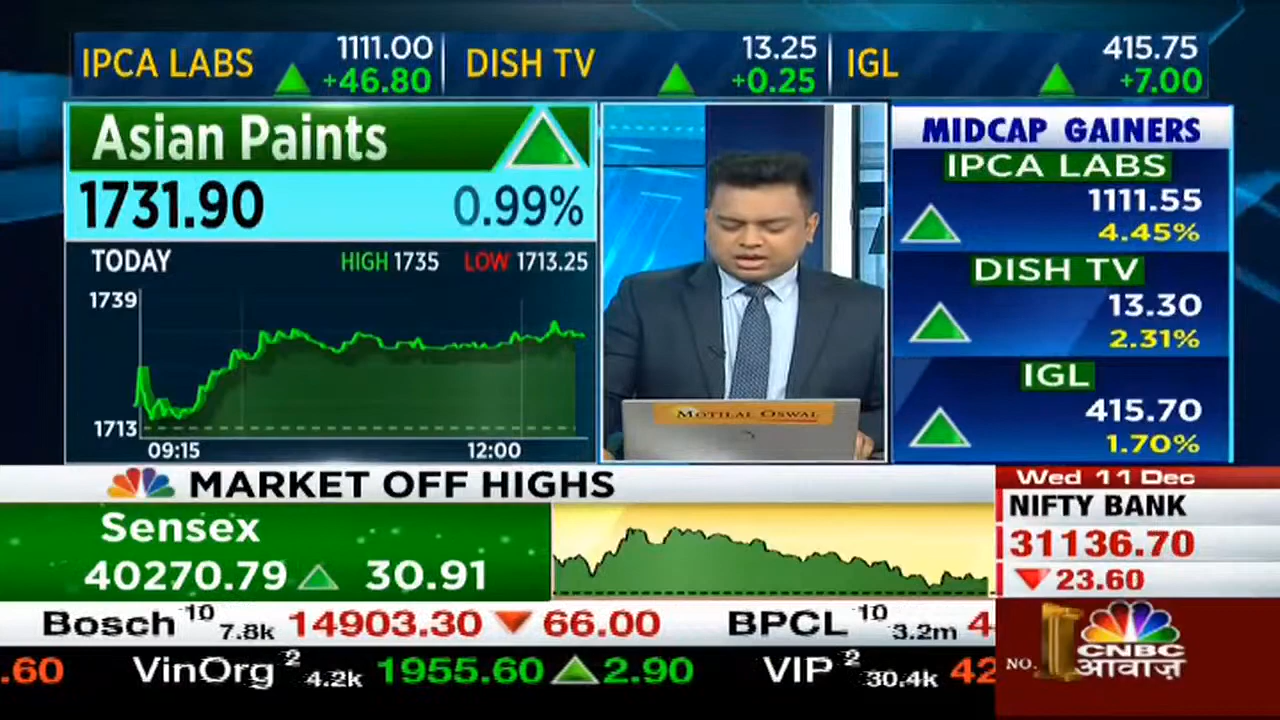 IPCA LABS 1111.00 +46.80 DISH TV 13.25 +0.25 IGL 415.75 +7.00
Asian Paints
1731.90 0.99%
TODAY HIGH 1735 LOW 1713.25
1739
1713
09:15 12:00
MOTILAL OSWAL
MIDCAP GAINERS
IPCA LABS
1111.55
4.45%
DISH TV
13.30
2.31%
IGL
415.70
1.70%
MARKET OFF HIGHS
Sensex
40270.79 30.91
Wed 11 Dec
NIFTY BANK
31136.70
23.60
Bosch 10 7.8k 14903.30 66.00 BPCL 10 3.2m 4
.60 VinOrg 2 4.2k 1955.60 2.90 VIP 2 30.4k 42
NO. 1 CNBC
आवाज़